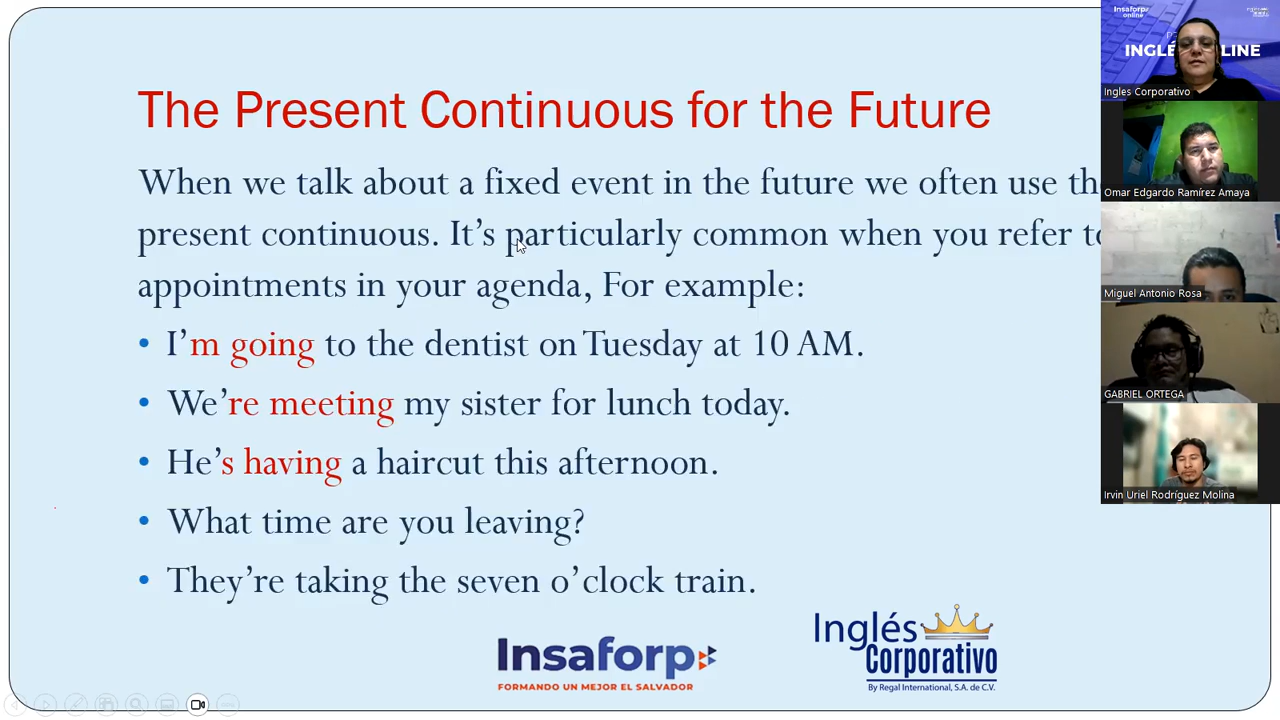 The Present Continuous for the Future
When we talk about a fixed event in the future we often use
present continuous. It's particularly common when you refer
appointments in your agenda, For example:
• I'm going to the dentist on Tuesday at 10 AM.
• We're meeting my sister for lunch today.
• He's having a haircut this afternoon.
• What time are you leaving?
• They're taking the seven o'clock train.
Insaforp
FORMANDO UN MEJOR EL SALVADOR
Inglés
Corporativo
By Regal International, S.A. de C.V.
Insaforp
online
Ingles Corporativo
Omar Edgardo Ramírez Amaya
Miguel Antonio Rosa
GABRIEL ORTEGA
Irvin Uriel Rodríguez Molina